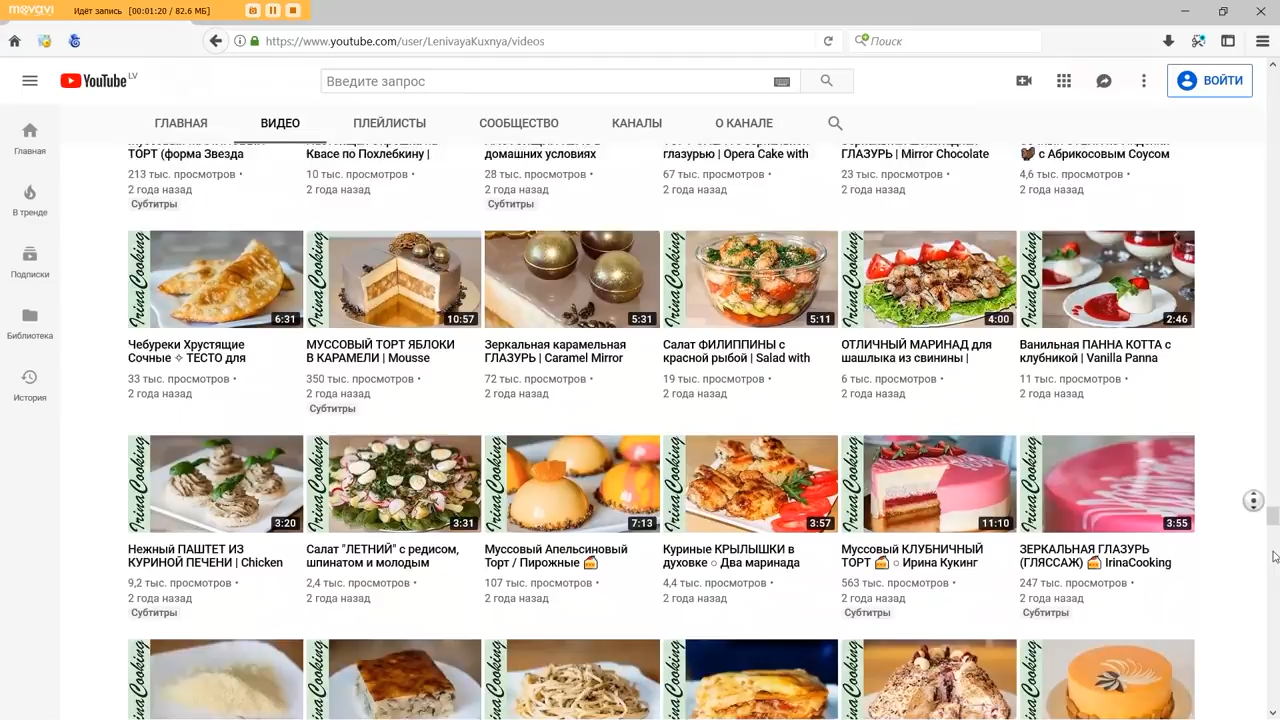 movavi Идёт запись [00:01:20 / 82.6 МБ]
https://www.youtube.com/user/LenivayaKuxnya/videos
Поиск
YouTube LV
Введите запрос
ВОЙТИ
ГЛАВНАЯ ВИДЕО ПЛЕЙЛИСТЫ СООБЩЕСТВО КАНАЛЫ О КАНАЛЕ
Главная
В тренде
Подписки
Библиотека
История
ТОРТ (форма Звезда
213 тыс. просмотров •
2 года назад
Субтитры
Квасе по Похлебкину |
10 тыс. просмотров •
2 года назад
домашних условиях
28 тыс. просмотров •
2 года назад
Субтитры
глазурью | Opera Cake with
67 тыс. просмотров •
2 года назад
ГЛАЗУРЬ | Mirror Chocolate
23 тыс. просмотров •
2 года назад
🦃 с Абрикосовым Соусом
4,6 тыс. просмотров •
2 года назад
IrinaCooking
6:31
Чебуреки Хрустящие
Сочные ✧ ТЕСТО для
33 тыс. просмотров •
2 года назад
IrinaCooking
10:57
МУССОВЫЙ ТОРТ ЯБЛОКИ
В КАРАМЕЛИ | Mousse
350 тыс. просмотров •
2 года назад
Субтитры
IrinaCooking
5:31
Зеркальная карамельная
ГЛАЗУРЬ | Caramel Mirror
72 тыс. просмотров •
2 года назад
IrinaCooking
5:11
Салат ФИЛИППИНЫ с
красной рыбой | Salad with
19 тыс. просмотров •
2 года назад
IrinaCooking
4:00
ОТЛИЧНЫЙ МАРИНАД для
шашлыка из свинины |
6 тыс. просмотров •
2 года назад
IrinaCooking
2:46
Ванильная ПАННА КОТТА с
клубникой | Vanilla Panna
11 тыс. просмотров •
2 года назад
IrinaCooking
3:20
Нежный ПАШТЕТ ИЗ
КУРИНОЙ ПЕЧЕНИ | Chicken
9,2 тыс. просмотров •
2 года назад
Субтитры
IrinaCooking
3:31
Салат "ЛЕТНИЙ" с редисом,
шпинатом и молодым
2,4 тыс. просмотров •
2 года назад
IrinaCooking
7:13
Муссовый Апельсиновый
Торт / Пирожные 🍰
107 тыс. просмотров •
2 года назад
IrinaCooking
3:57
Куриные КРЫЛЫШКИ в
духовке ○ Два маринада
4,4 тыс. просмотров •
2 года назад
IrinaCooking
11:10
Муссовый КЛУБНИЧНЫЙ
ТОРТ 🍰 ○ Ирина Кукинг
563 тыс. просмотров •
2 года назад
Субтитры
IrinaCooking
3:55
ЗЕРКАЛЬНАЯ ГЛАЗУРЬ
(ГЛЯССАЖ) 🍰 IrinaCooking
247 тыс. просмотров •
2 года назад
Субтитры